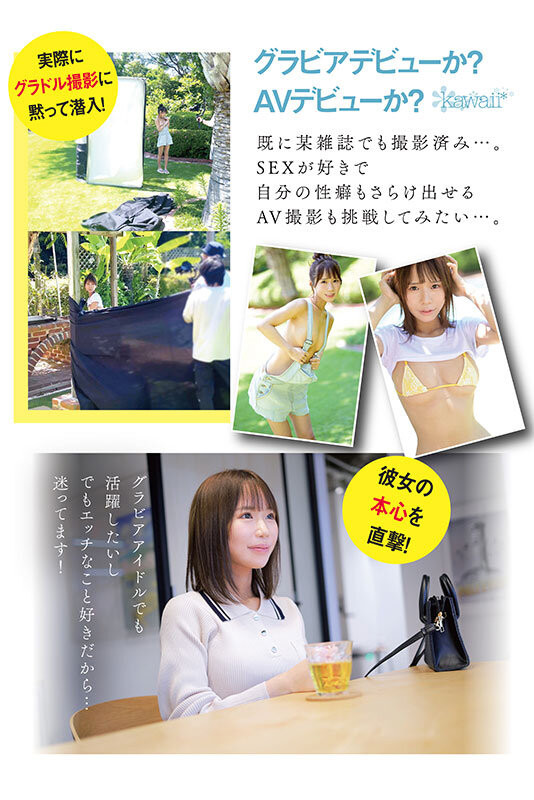 実際に
グラドル撮影に
黙って潜入!
グラビアデビューか?
AVデビューか?
kawaii*
既に某雑誌でも撮影済み…。
SEXが好きで
自分の性癖もさらけ出せる
AV撮影も挑戦してみたい…。
彼女の
本心を
直撃!
グラビアアイドルでも
活躍したいし
でもエッチなこと好きだから…
迷ってます!